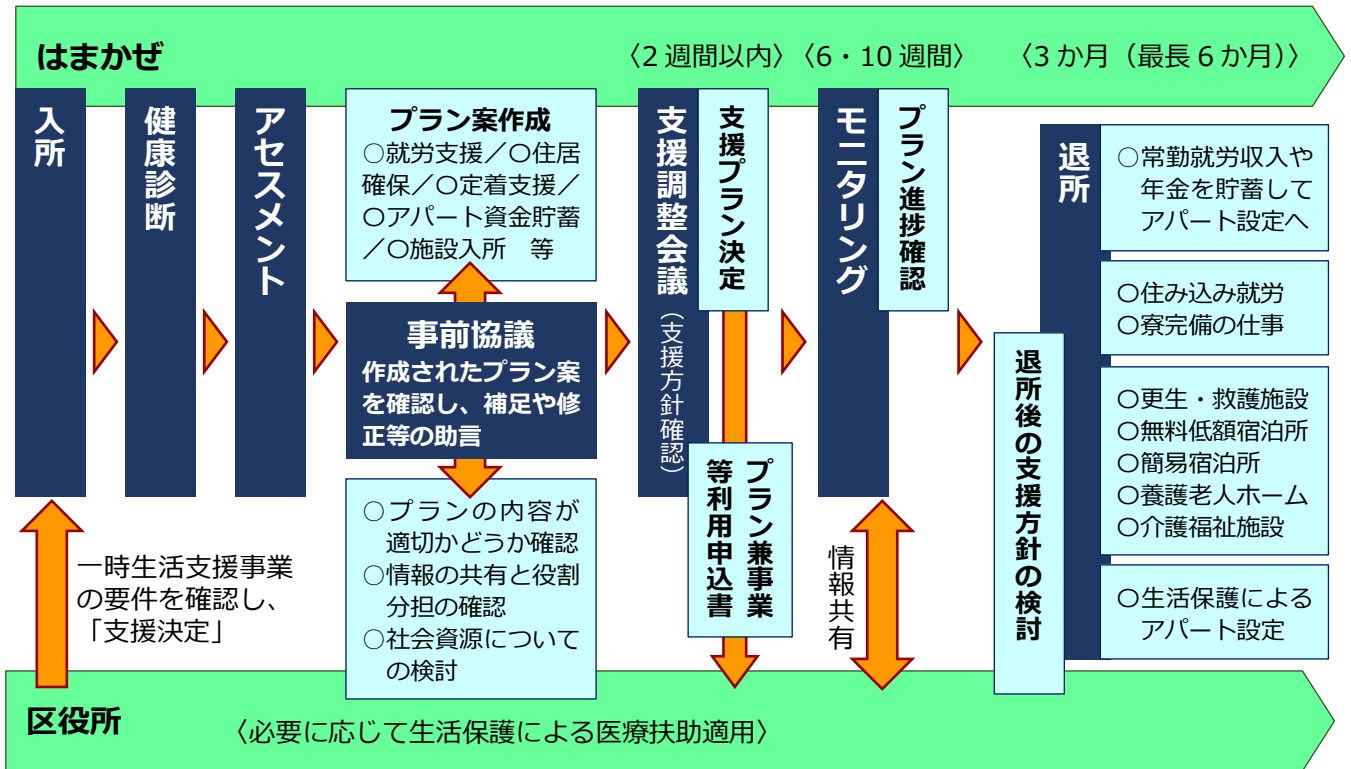 はまかぜ
〈2 週間以内〉
〈6・10 週間〉
〈3 か月（最長 6 か月）〉
入所
健康診断
アセスメント
プラン案作成
○就労支援／○住居
確保／○定着支援／
○アパート資金貯蓄
／○施設入所　等
事前協議
作成されたプラン案
を確認し、補足や修
正等の助言
○プランの内容が
適切かどうか確認
○情報の共有と役割
分担の確認
○社会資源について
の検討
支援調整会議
（支援方針確認）
支援プラン決定
プラン兼事業
等利用申込書
モニタリング
プラン進捗確認
情報共有
退所
退所後の支援方針の検討
○常勤就労収入や
年金を貯蓄して
アパート設定へ
○住み込み就労
○寮完備の仕事
○更生・救護施設
○無料低額宿泊所
○簡易宿泊所
○養護老人ホーム
○介護福祉施設
○生活保護による
アパート設定
一時生活支援事業
の要件を確認し、
「支援決定」
区役所
〈必要に応じて生活保護による医療扶助適用〉